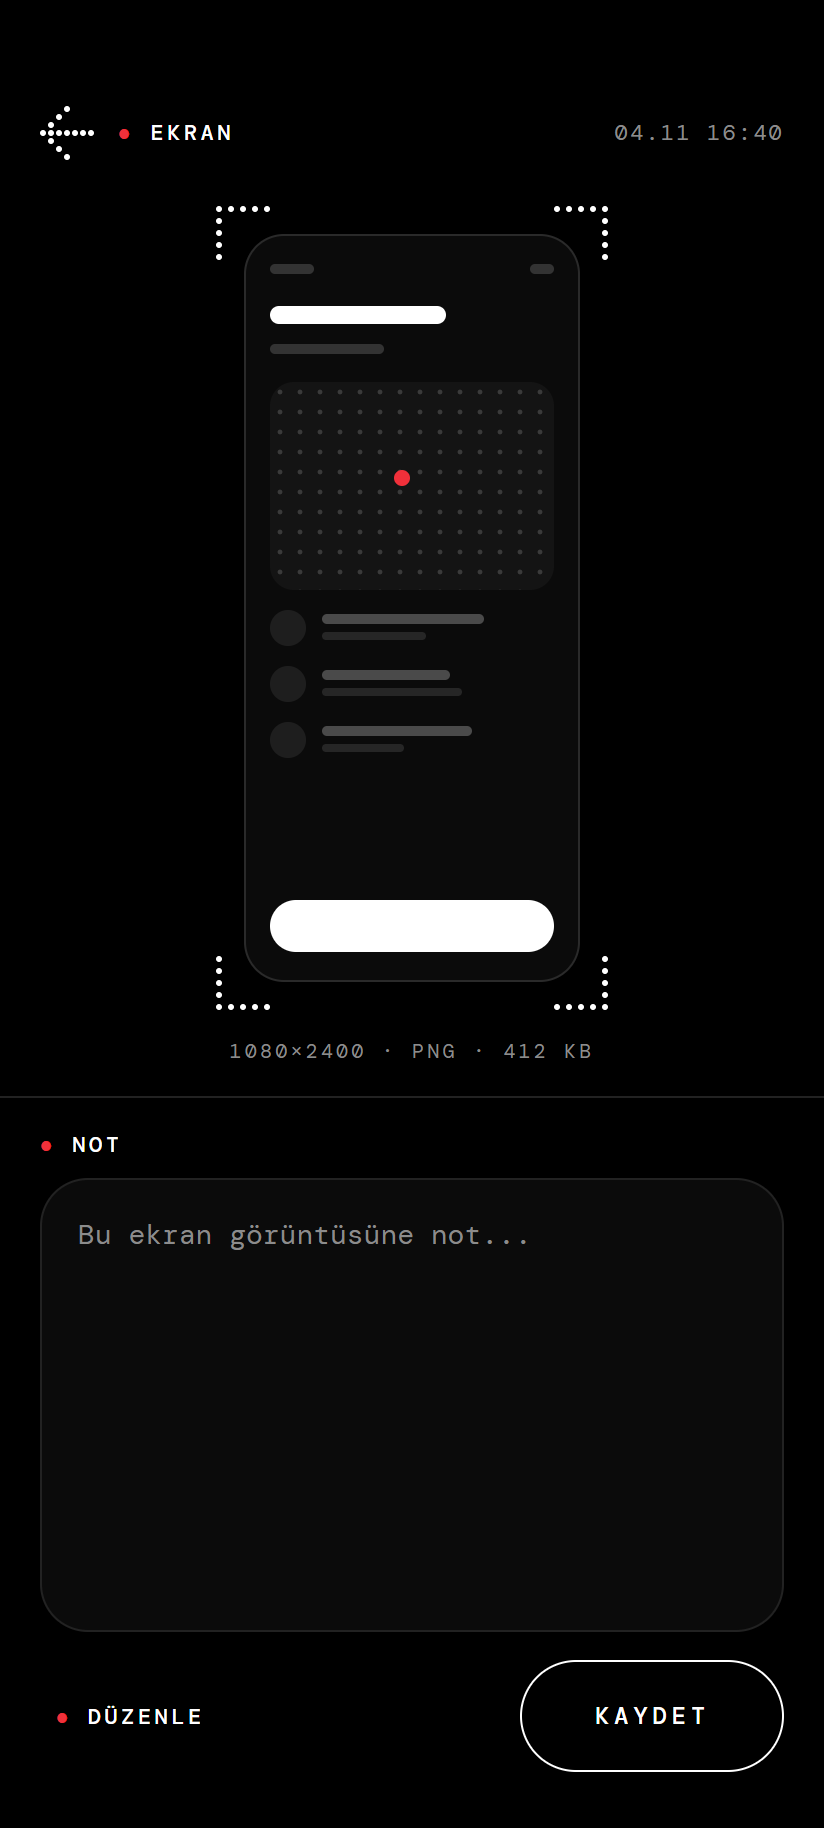 EKRAN
04.11 16:40
1080×2400 · PNG · 412 KB
NOT
Bu ekran görüntüsüne not...
DÜZENLE
KAYDET